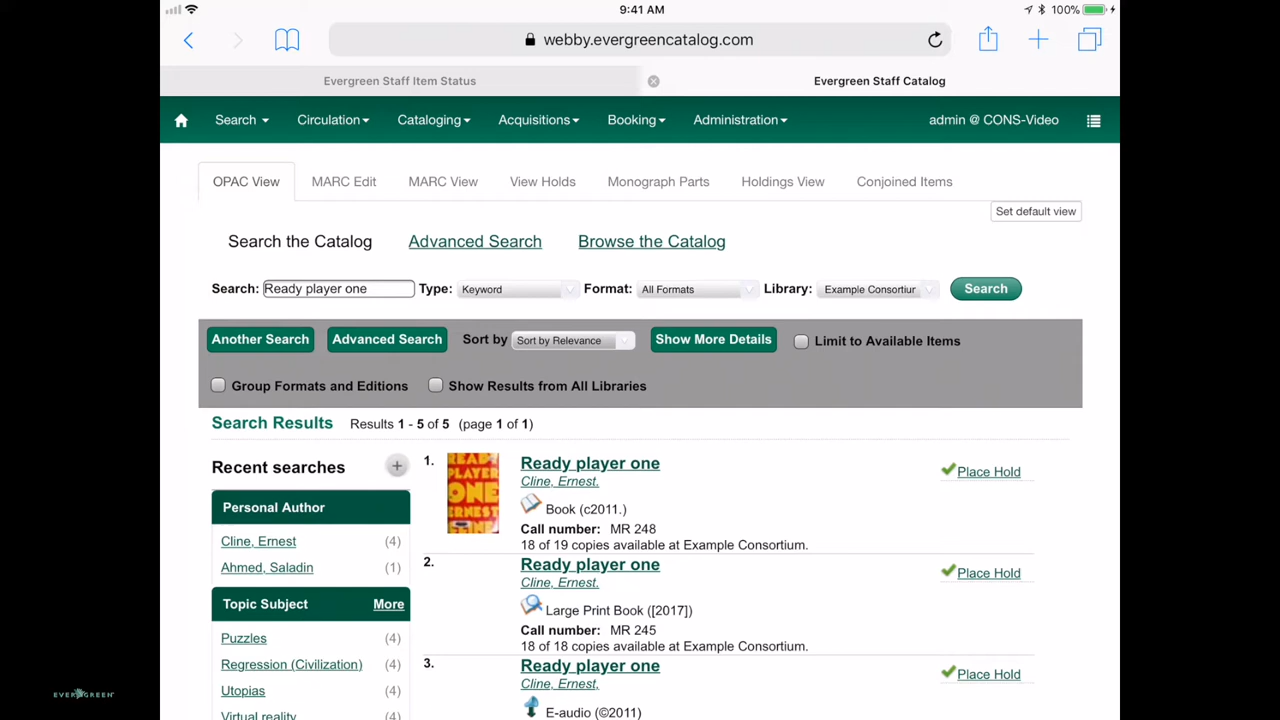 9:41 AM
100%
webby.evergreencatalog.com
Evergreen Staff Item Status
Evergreen Staff Catalog
Search Circulation Cataloging Acquisitions Booking Administration admin @ CONS-Video
OPAC View MARC Edit MARC View View Holds Monograph Parts Holdings View Conjoined Items
Set default view
Search the Catalog Advanced Search Browse the Catalog
Search: Ready player one Type: Keyword Format: All Formats Library: Example Consortiur Search
Another Search Advanced Search Sort by Sort by Relevance Show More Details Limit to Available Items
Group Formats and Editions Show Results from All Libraries
Search Results Results 1 - 5 of 5 (page 1 of 1)
Recent searches
Personal Author
Cline, Ernest (4)
Ahmed, Saladin (1)
Topic Subject More
Puzzles (4)
Regression (Civilization) (4)
Utopias (4)
Virtual reality (4)
1.
READY
PLAYER
ONE
ERNEST
CLINE
Ready player one
Cline, Ernest.
Book (c2011.)
Call number: MR 248
18 of 19 copies available at Example Consortium.
Place Hold
2.
Ready player one
Cline, Ernest.
Large Print Book ([2017])
Call number: MR 245
18 of 18 copies available at Example Consortium.
Place Hold
3.
Ready player one
Cline, Ernest,
E-audio (©2011)
Place Hold
EVERGREEN